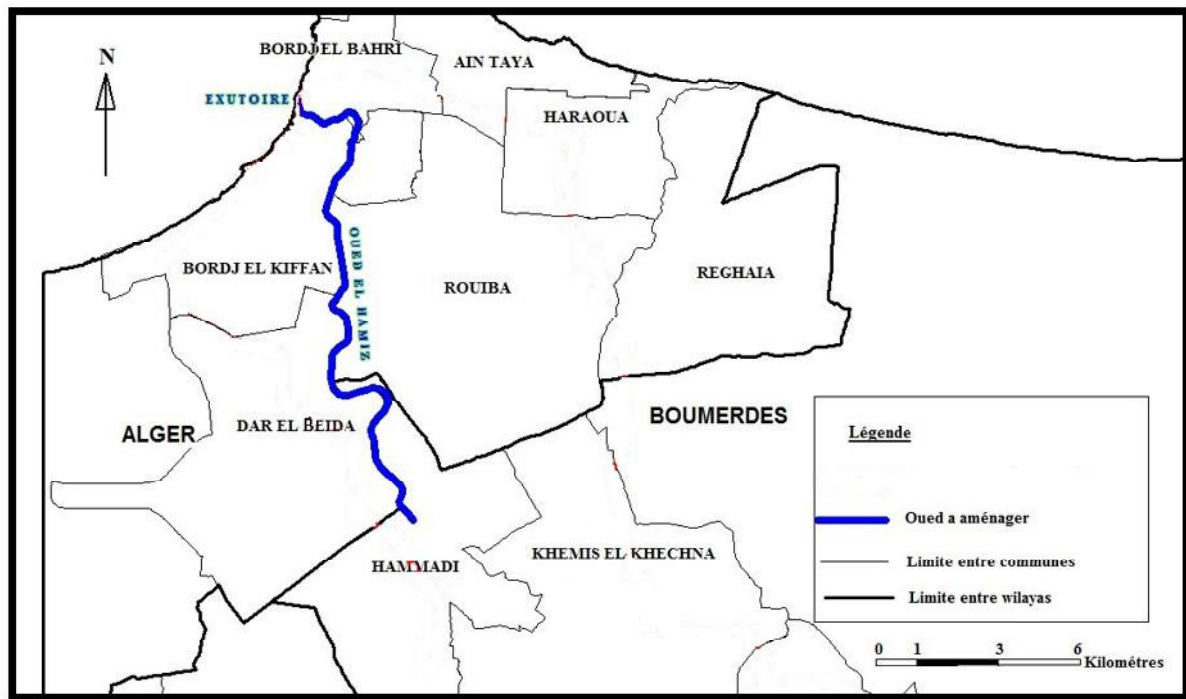 BORDJ EL BAHRI
AIN TAYA
N
EXUTOIRE
HARAOUA
OUED EL HAMIZ
BORDJ EL KIFFAN
ROUIBA
REGHAIA
ALGER
DAR EL BEIDA
BOUMERDES
HAMMADI
KHEMIS EL KHECHNA
Légende
Oued a aménager
Limite entre communes
Limite entre wilayas
0 1 3 6
Kilométres